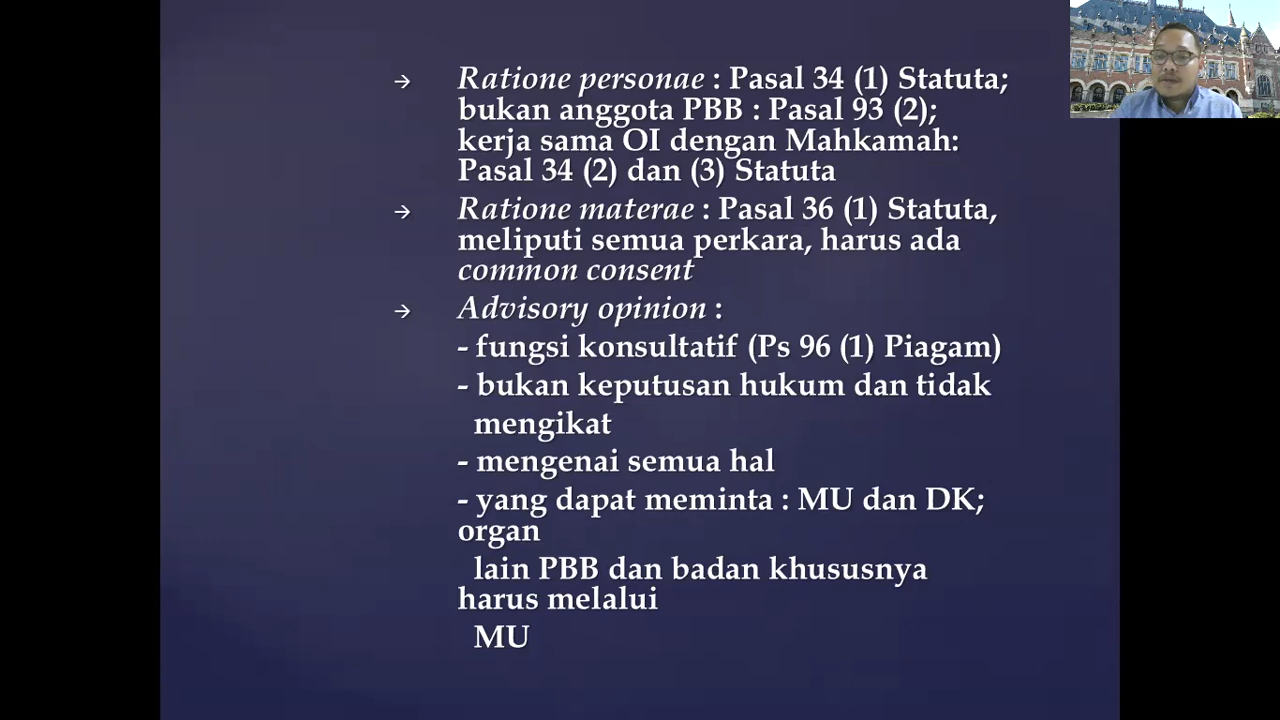 → Ratione personae : Pasal 34 (1) Statuta;
bukan anggota PBB : Pasal 93 (2);
kerja sama OI dengan Mahkamah:
Pasal 34 (2) dan (3) Statuta
→ Ratione materae : Pasal 36 (1) Statuta,
meliputi semua perkara, harus ada
common consent
→ Advisory opinion :
- fungsi konsultatif (Ps 96 (1) Piagam)
- bukan keputusan hukum dan tidak
mengikat
- mengenai semua hal
- yang dapat meminta : MU dan DK;
organ
lain PBB dan badan khususnya
harus melalui
MU